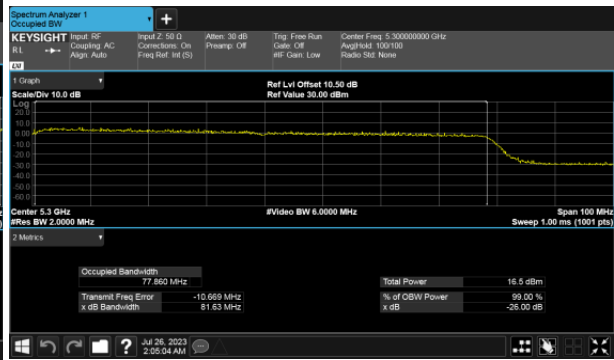 Spectrum Analyzer 1
Occupied BW
KEYSIGHT Input: RF Input Z: 50 Ω Atten: 30 dB Trig: Free Run Center Freq: 5.300000000 GHz
RL Coupling: AC Corrections: On Preamp: Off Gate: Off Avg|Hold: 100/100
Align: Auto Freq Ref: Int (S) #IF Gain: Low Radio Std: None
1 Graph
Ref Lvl Offset 10.50 dB
Scale/Div 10.0 dB Ref Value 30.00 dBm
Log
20.0
10.0
0.00
-10.0
-20.0
-30.0
-40.0
-50.0
-60.0
Center 5.3 GHz #Video BW 6.0000 MHz Span 100 MHz
#Res BW 2.0000 MHz Sweep 1.00 ms (1001 pts)
2 Metrics
Occupied Bandwidth
77.860 MHz Total Power 16.5 dBm
Transmit Freq Error -10.669 MHz % of OBW Power 99.00 %
x dB Bandwidth 81.63 MHz x dB -26.00 dB
Jul 26, 2023
2:05:04 AM